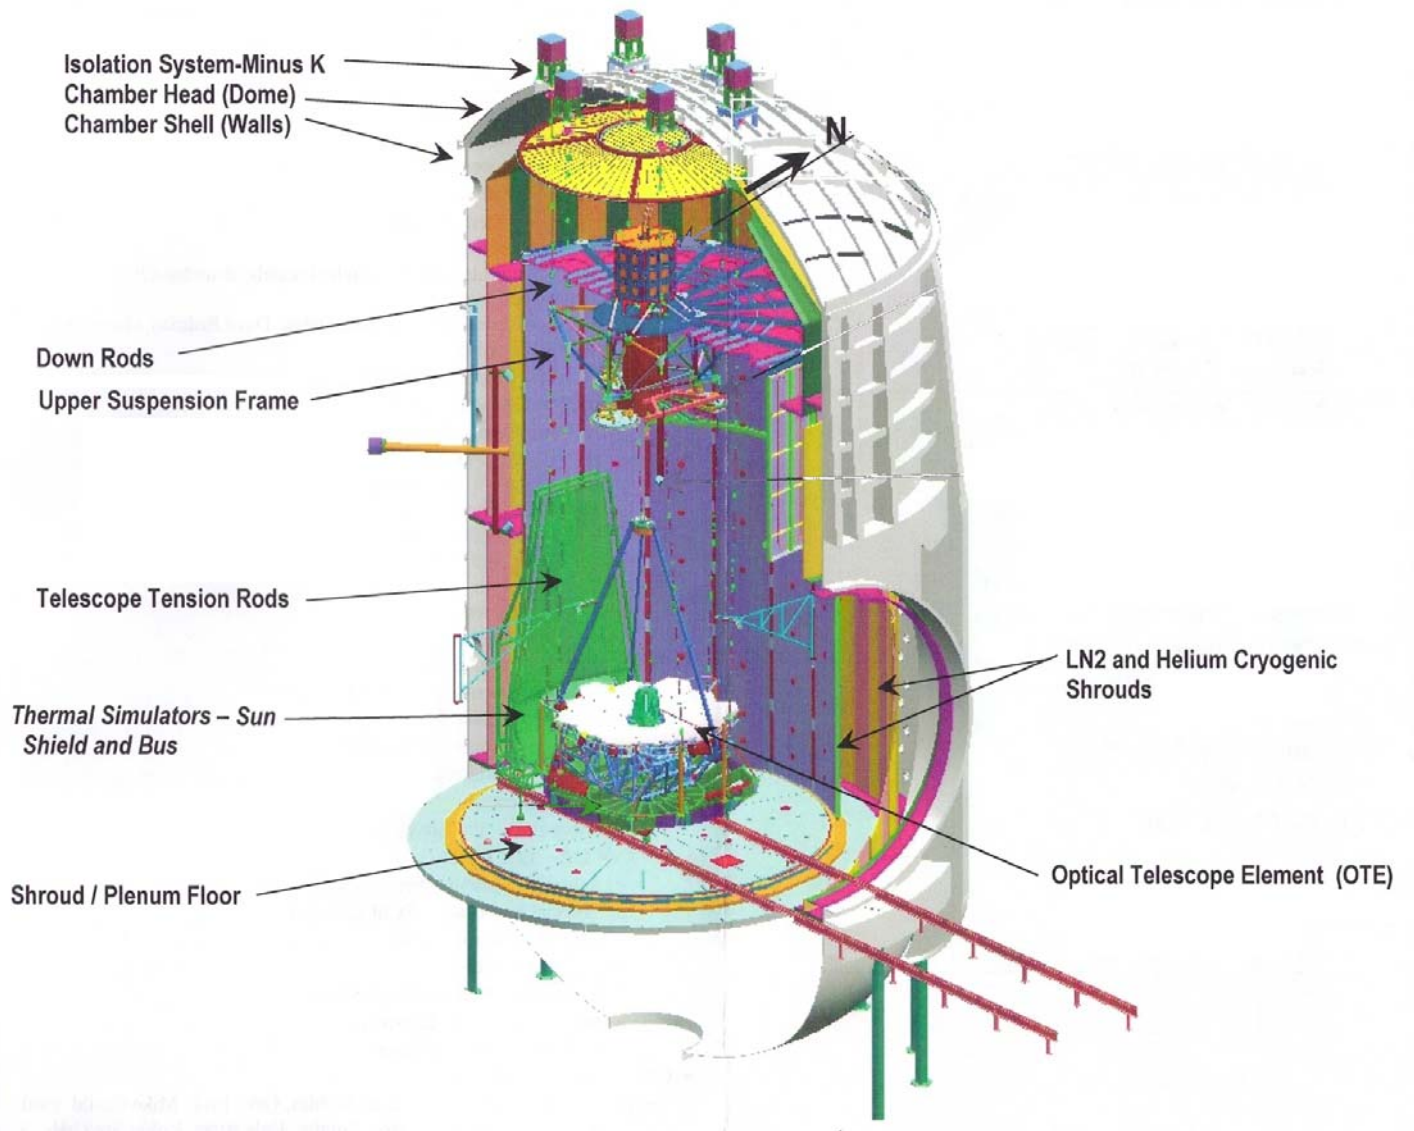 Isolation System-Minus K
Chamber Head (Dome)
Chamber Shell (Walls)
N
Down Rods
Upper Suspension Frame
Telescope Tension Rods
LN2 and Helium Cryogenic
Shrouds
Thermal Simulators – Sun
Shield and Bus
Optical Telescope Element (OTE)
Shroud / Plenum Floor